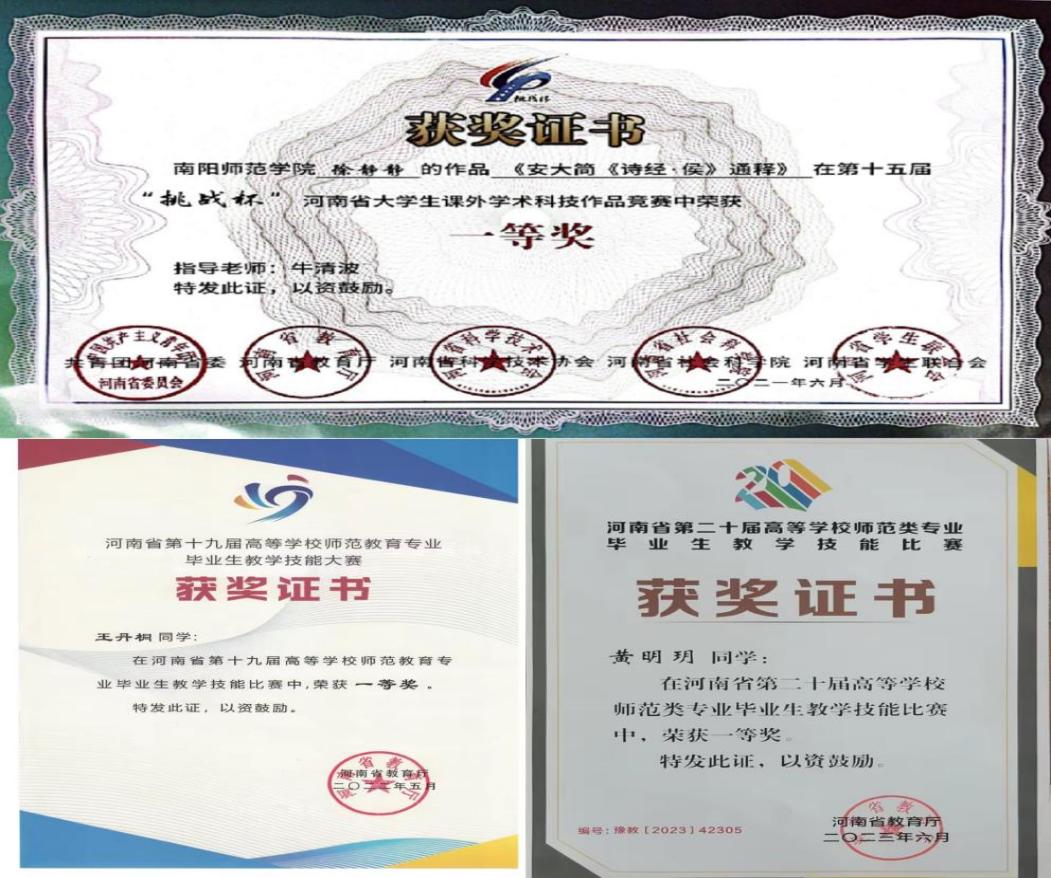 挑战杯
获奖证书
南阳师范学院 徐静静 的作品 《安大简《诗经·侯》通释》 在第十五届
“挑战杯”河南省大学生课外学术科技作品竞赛中荣获
一等奖
指导老师：牛清波
特发此证，以资鼓励。
共青团河南省委 河南省教育厅 河南省科学技术协会 河南省社会科学院 河南省学生联合会
河南省委员会
二〇二一年六月
河南省第十九届高等学校师范教育专业
毕业生教学技能大赛
获奖证书
王丹桐 同学：
在河南省第十九届高等学校师范教育专
业毕业生教学技能比赛中,荣获 一等奖 。
特发此证，以资鼓励。
河南省教育厅
二〇二二年五月
河南省第二十届高等学校师范类专业
毕业生教学技能比赛
获奖证书
黄明玥 同学：
在河南省第二十届高等学校
师范类专业毕业生教学技能比赛
中，荣获一等奖。
特发此证，以资鼓励。
编号：豫教［2023］42305
河南省教育厅
二〇二三年六月